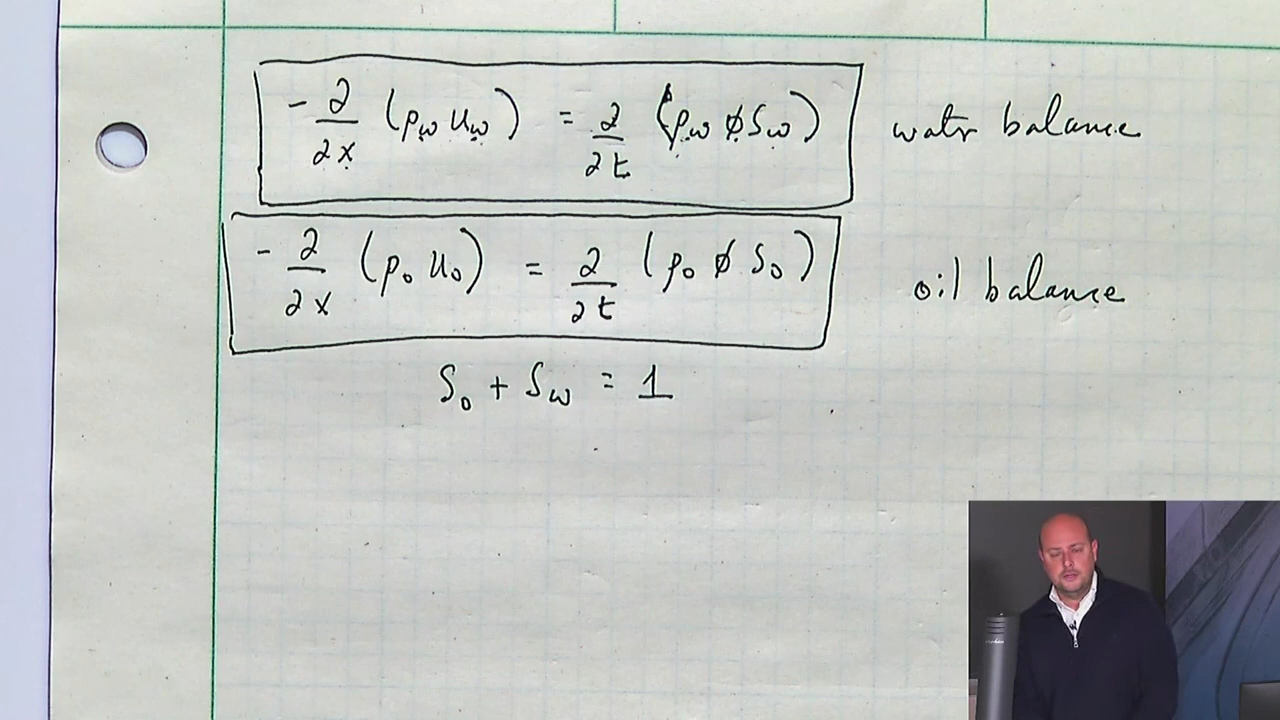 - ∂/∂x (ρw uw) = ∂/∂t (ρw ϕ Sw) water balance
- ∂/∂x (ρo uo) = ∂/∂t (ρo ϕ So) oil balance
So + Sw = 1